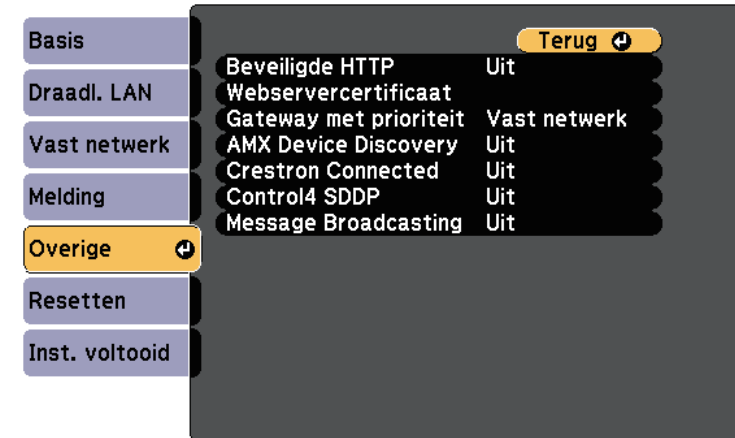 Basis
Draadl. LAN
Vast netwerk
Melding
Overige
Resetten
Inst. voltooid
Terug
Beveiligde HTTP Uit
Webservercertificaat
Gateway met prioriteit Vast netwerk
AMX Device Discovery Uit
Crestron Connected Uit
Control4 SDDP Uit
Message Broadcasting Uit